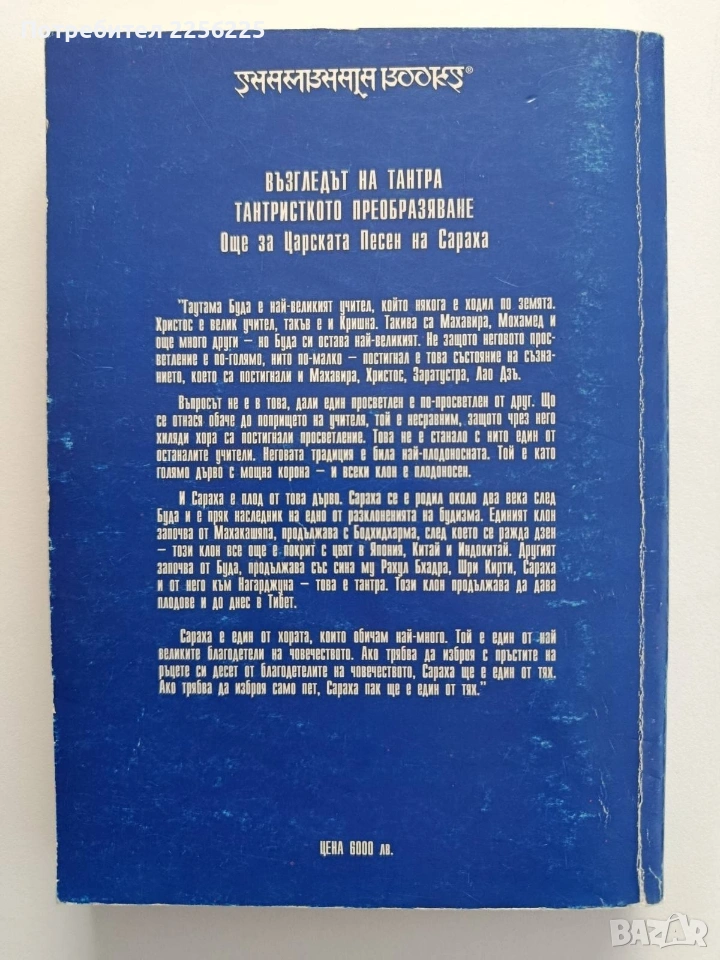 Потребител 2256225
SHAMBHALA BOOKS®
ВЪЗГЛЕДЪТ НА ТАНТРА
ТАНТРИСТКОТО ПРЕОБРАЗЯВАНЕ
ОЩЕ ЗА ЦАРСКАТА ПЕСЕН НА САРАХА
"Гаутама Буда е най-великият учител, който някога е ходил по земята.
Христос е велик учител, такъв е и Кришна. Такива са Махавира, Мохамед и
още много други – но Буда си остава най-великият. Не защото неговото прос-
ветление е по-голямо, нито по-малко – постигнал е това състояние на съзна-
нието, което са постигнали и Махавира, Христос, Заратустра, Лао Дзъ.
Въпросът не е в това, дали един просветлен е по-просветлен от друг. Що
се отнася обаче до попрището на учителя, той е несравним, защото чрез него
хиляди хора са постигнали просветление. Това не е станало с нито един от
останалите учители. Неговата традиция е била най-плодоносната. Той е като
голямо дърво с мощна корона – и всеки клон е плодоносен.
И Сараха е плод от това дърво. Сараха се е родил около два века след
Буда и е пряк наследник на едно от разклоненията на будизма. Единият клон
започва от Махакашяпа, продължава с Бодхидхарма, след което се ражда дзен
– този клон все още е покрит с цвят в Япония, Китай и Индокитай. Другият
започва от Буда, продължава със сина му Рахул Бхадра, Шри Кирти, Сараха
и от него към Нагарджуна – това е тантра. Този клон продължава да дава
плодове и до днес в Тибет.
Сараха е един от хората, които обичам най-много. Той е един от най
великите благодетели на човечеството. Ако трябва да изброя с пръстите на
ръцете си десет от благодетелите на човечеството, Сараха ще е един от тях.
Ако трябва да изброя само пет, Сараха пак ще е един от тях."
ЦЕНА 6000 лв.
BAZAR